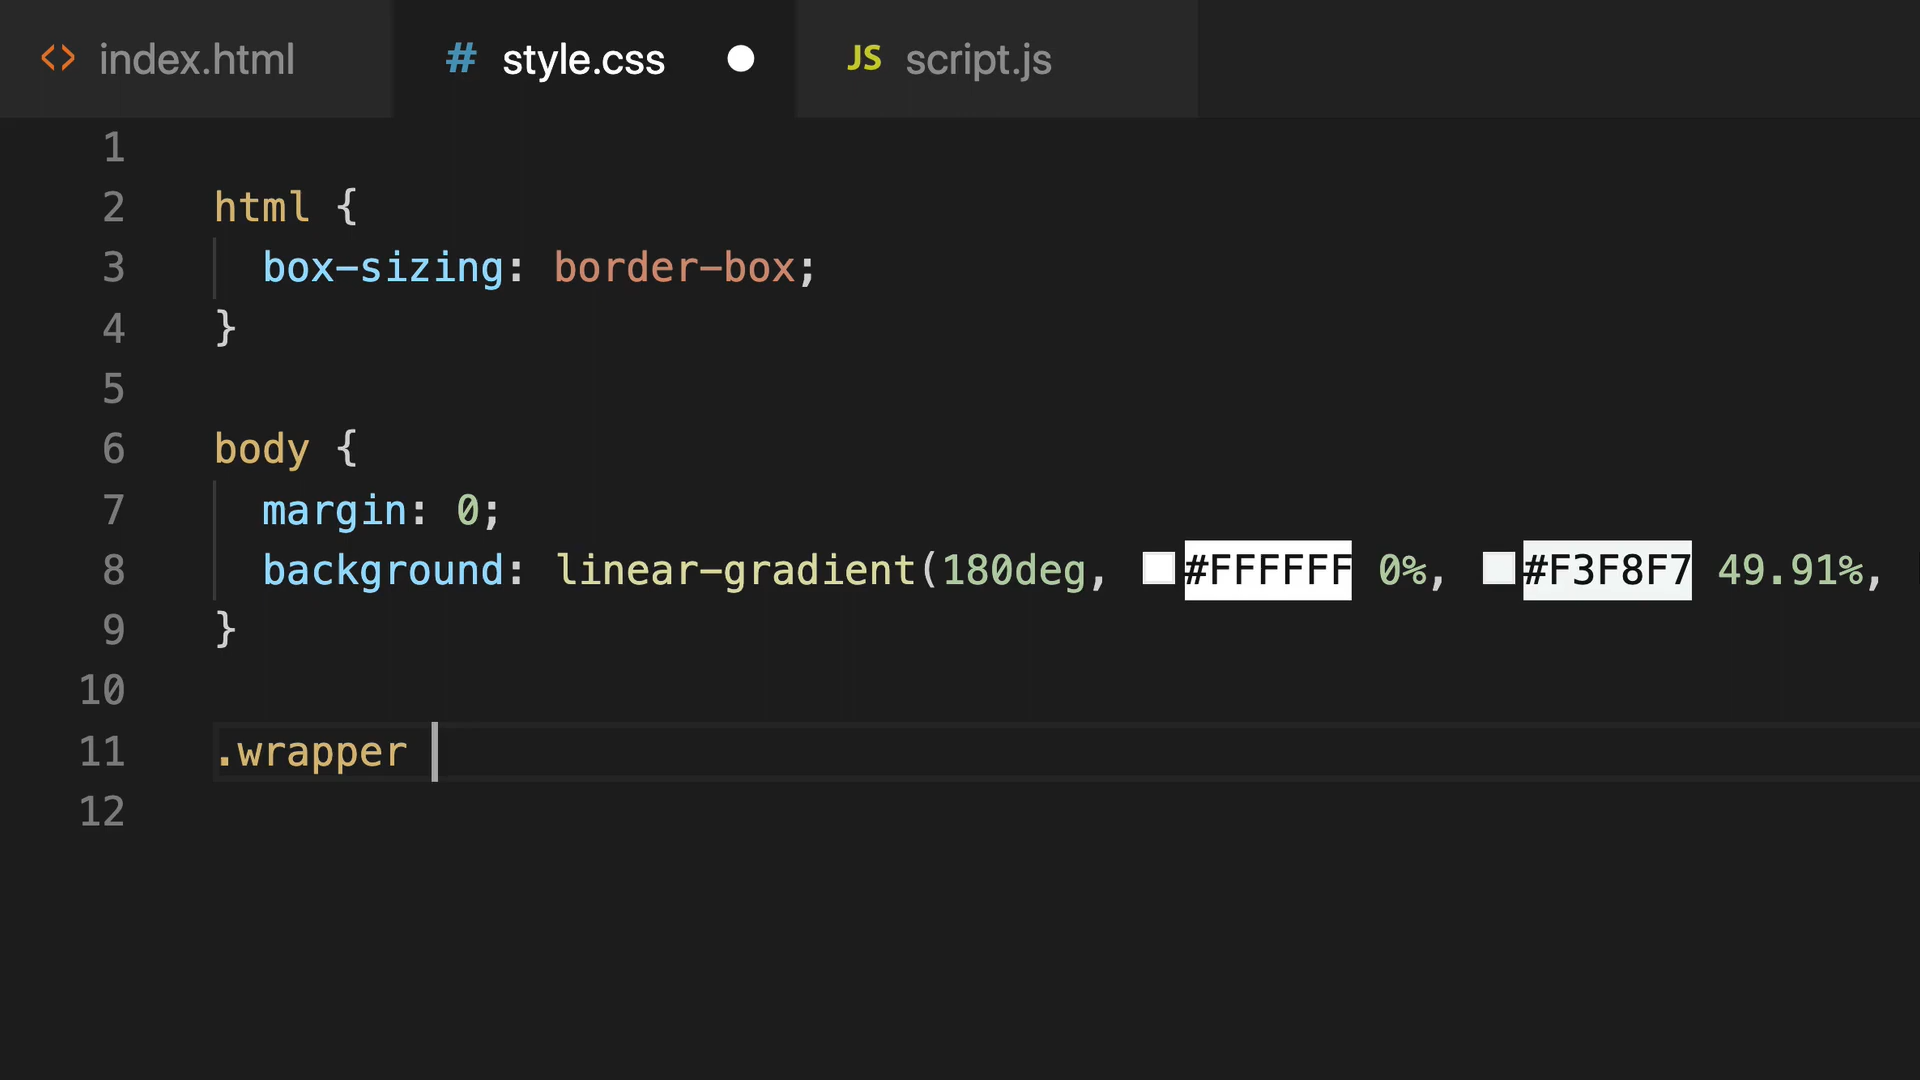 <> index.html # style.css JS script.js
1
2 html {
3 box-sizing: border-box;
4 }
5
6 body {
7 margin: 0;
8 background: linear-gradient(180deg, #FFFFFF 0%, #F3F8F7 49.91%,
9 }
10
11 .wrapper
12